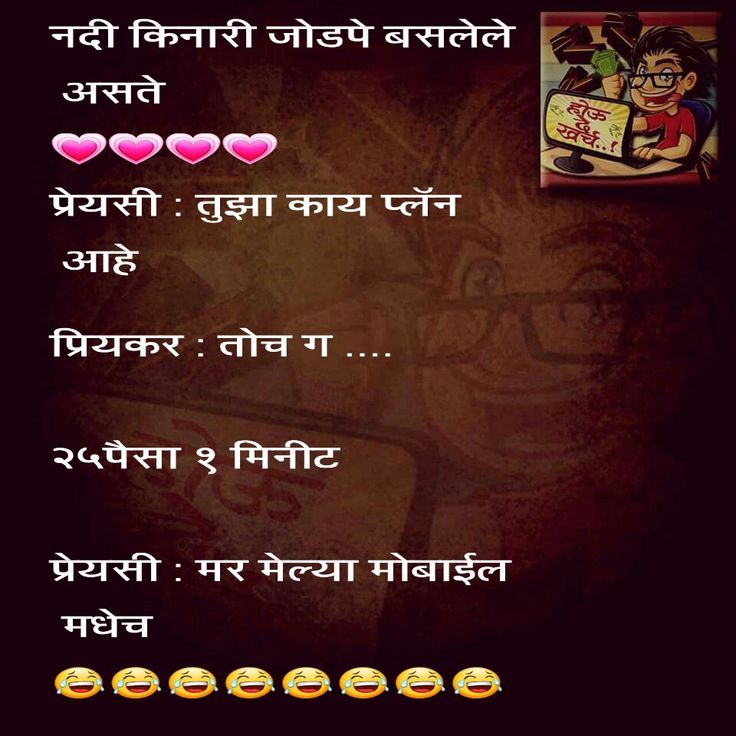 नदी किनारी जोडपे बसलेले
असते
💗💗💗💗
प्रेयसी : तुझा काय प्लॅन
आहे
प्रियकर : तोच ग ....
२५पैसा १ मिनीट
प्रेयसी : मर मेल्या मोबाईल
मधेच
😂😂😂😂😂😂😂😂
होऊ
दे
खर्च..!